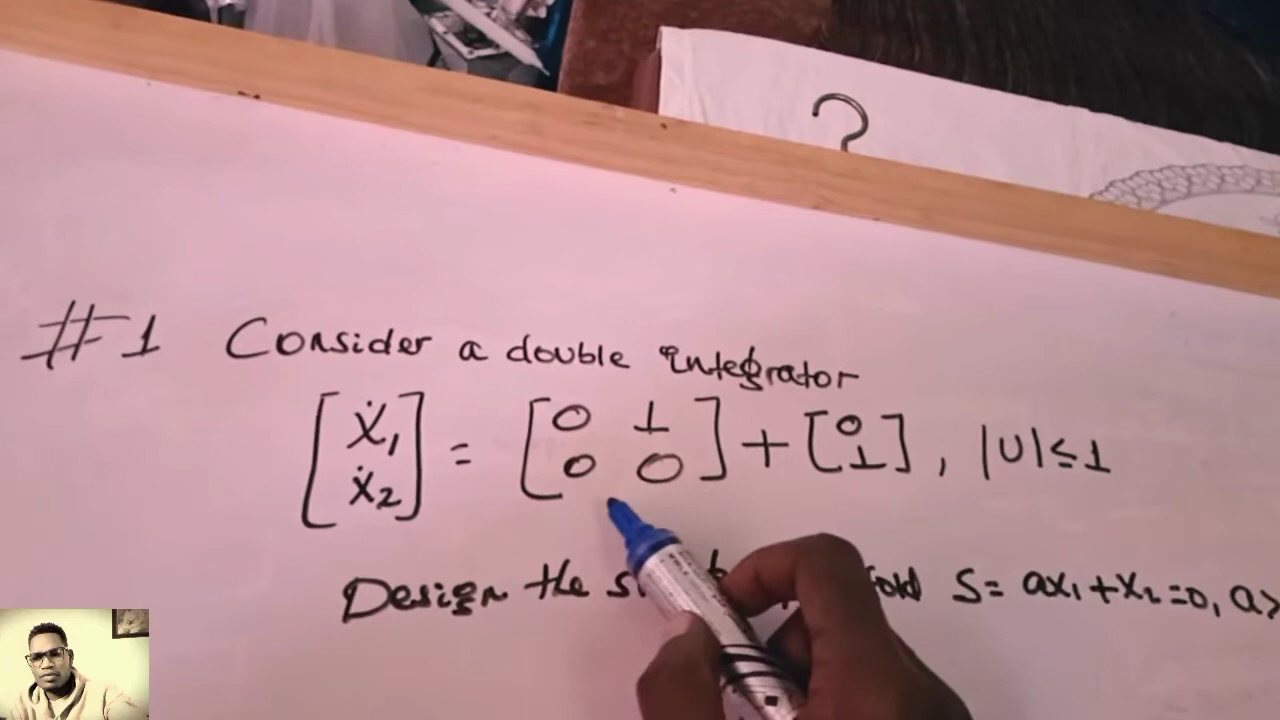 #1 Consider a double integrator
[ẋ₁ ẋ₂] = [0 1 0 0] + [0 1], |U| ≤ 1
Design the S= ax₁+x₂=0, a>